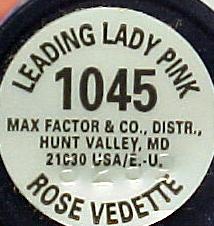 LEADING LADY PINK
1045
MAX FACTOR & CO., DISTR.,
HUNT VALLEY, MD
21030 USA/E.-U.
ROSE VEDETTE